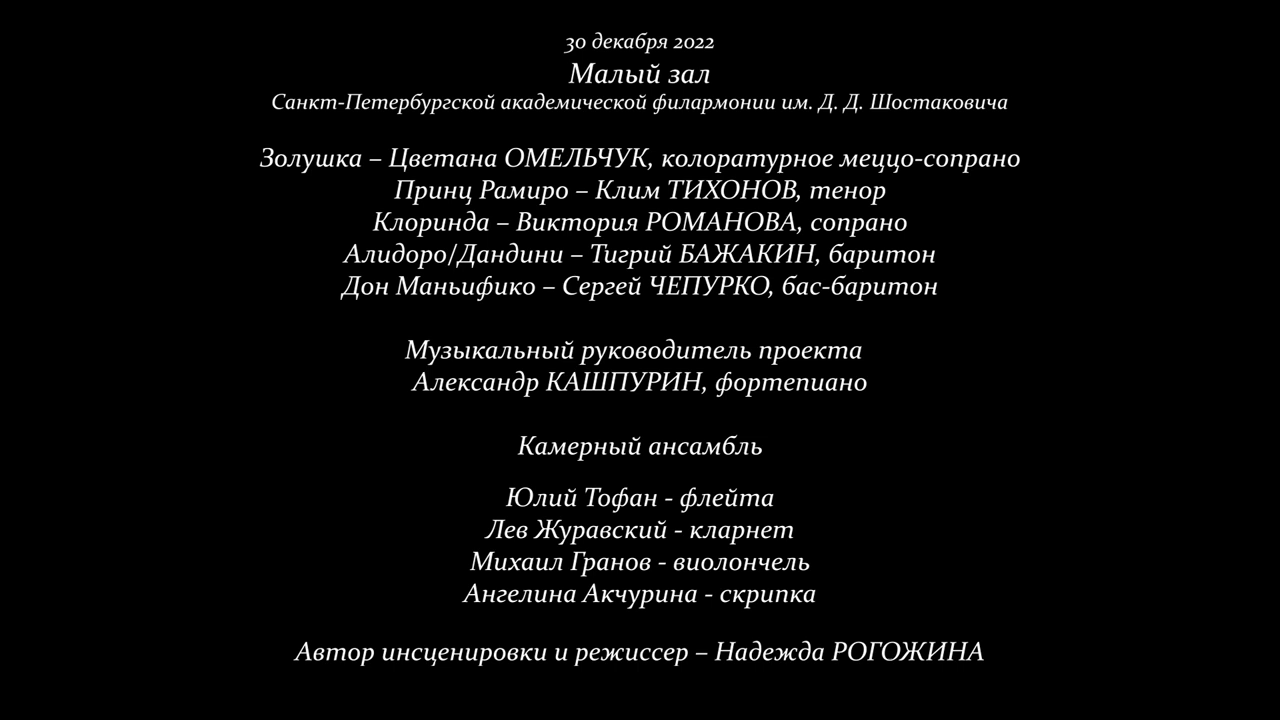 30 декабря 2022
Малый зал
Санкт-Петербургской академической филармонии им. Д. Д. Шостаковича
Золушка – Цветана ОМЕЛЬЧУК, колоратурное меццо-сопрано
Принц Рамиро – Клим ТИХОНОВ, тенор
Клоринда – Виктория РОМАНОВА, сопрано
Алидоро/Дандини – Тигрий БАЖАКИН, баритон
Дон Маньифико – Сергей ЧЕПУРКО, бас-баритон
Музыкальный руководитель проекта
Александр КАШПУРИН, фортепиано
Камерный ансамбль
Юлий Тофан - флейта
Лев Журавский - кларнет
Михаил Гранов - виолончель
Ангелина Акчурина - скрипка
Автор инсценировки и режиссер – Надежда РОГОЖИНА